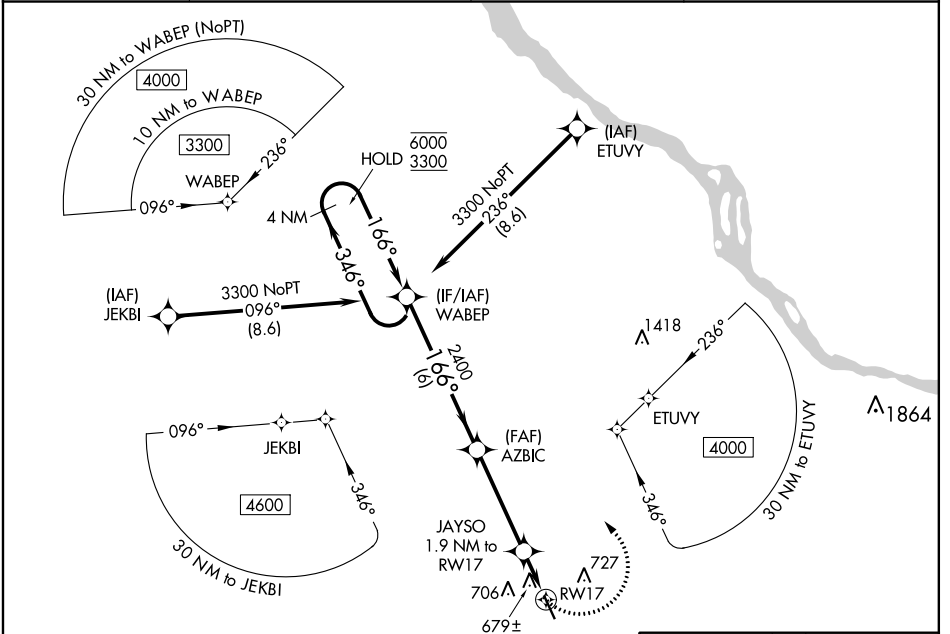 30 NM to WABEP (NoPT)
4000
10 NM to WABEP
3300
236°
WABEP
096°
HOLD
6000
3300
4 NM
166°
346°
(IAF)
ETUVY
3300 NoPT
236°
(8.6)
(IAF)
JEKBI
3300 NoPT
096°
(8.6)
(IF/IAF)
WABEP
2400
166°
(6)
1418
236°
ETUVY
4000
346°
30 NM to ETUVY
1864
096°
JEKBI
4600
346°
30 NM to JEKBI
(FAF)
AZBIC
JAYSO
1.9 NM to
RW17
706
679±
727
RW17